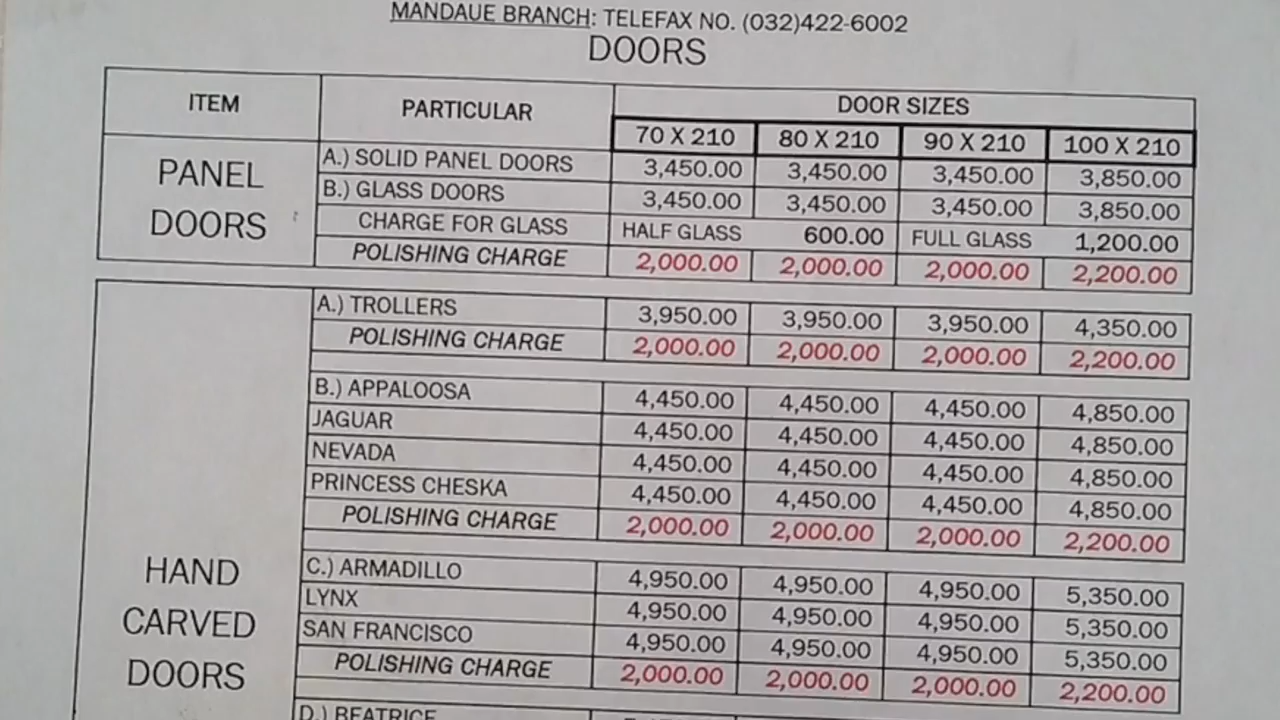 MANDAUE BRANCH: TELEFAX NO. (032)422-6002
DOORS
ITEM PARTICULAR DOOR SIZES
70 X 210 80 X 210 90 X 210 100 X 210
PANEL DOORS
A.) SOLID PANEL DOORS 3,450.00 3,450.00 3,450.00 3,850.00
B.) GLASS DOORS 3,450.00 3,450.00 3,450.00 3,850.00
CHARGE FOR GLASS HALF GLASS 600.00 FULL GLASS 1,200.00
POLISHING CHARGE 2,000.00 2,000.00 2,000.00 2,200.00
HAND CARVED DOORS
A.) TROLLERS 3,950.00 3,950.00 3,950.00 4,350.00
POLISHING CHARGE 2,000.00 2,000.00 2,000.00 2,200.00
B.) APPALOOSA 4,450.00 4,450.00 4,450.00 4,850.00
JAGUAR 4,450.00 4,450.00 4,450.00 4,850.00
NEVADA 4,450.00 4,450.00 4,450.00 4,850.00
PRINCESS CHESKA 4,450.00 4,450.00 4,450.00 4,850.00
POLISHING CHARGE 2,000.00 2,000.00 2,000.00 2,200.00
C.) ARMADILLO 4,950.00 4,950.00 4,950.00 5,350.00
LYNX 4,950.00 4,950.00 4,950.00 5,350.00
SAN FRANCISCO 4,950.00 4,950.00 4,950.00 5,350.00
POLISHING CHARGE 2,000.00 2,000.00 2,000.00 2,200.00
D.) BEATRICE